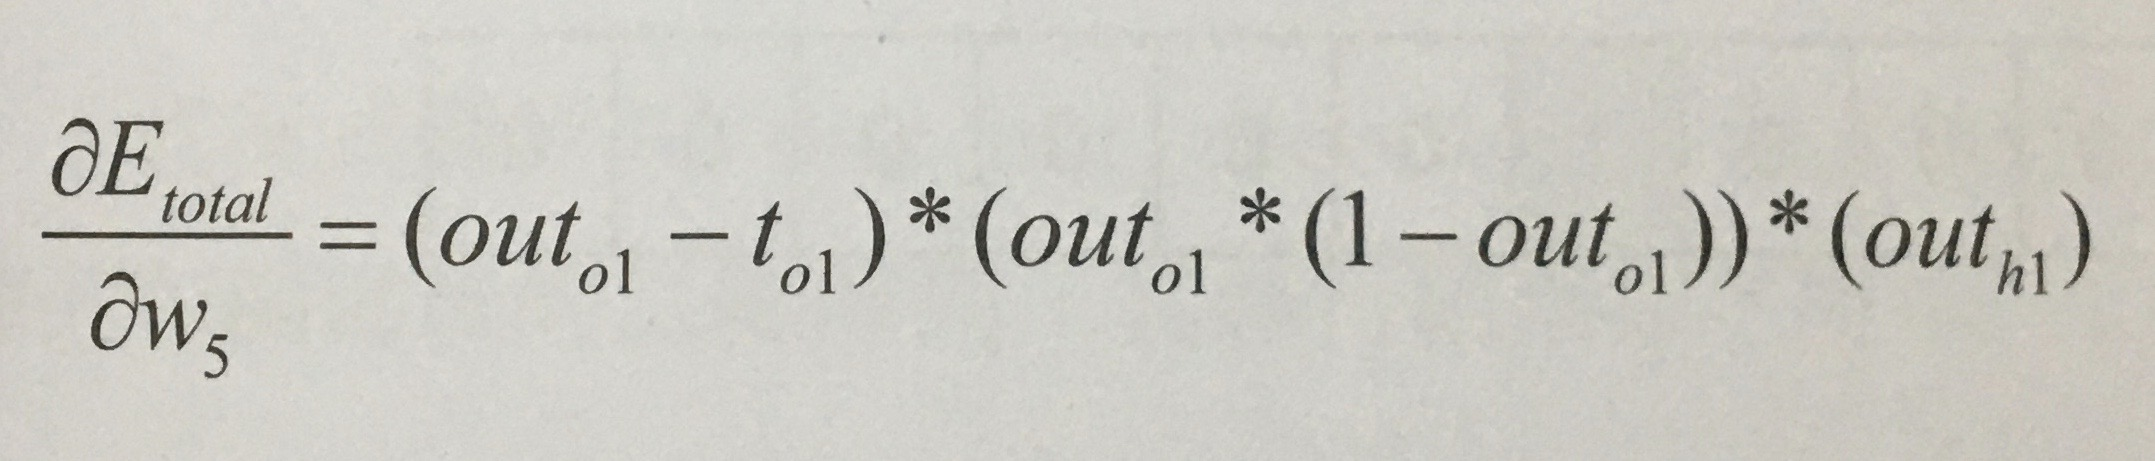 ∂E_total/∂w_5 = (out_o1 − t_o1) * (out_o1 * (1 − out_o1)) * (out_h1)